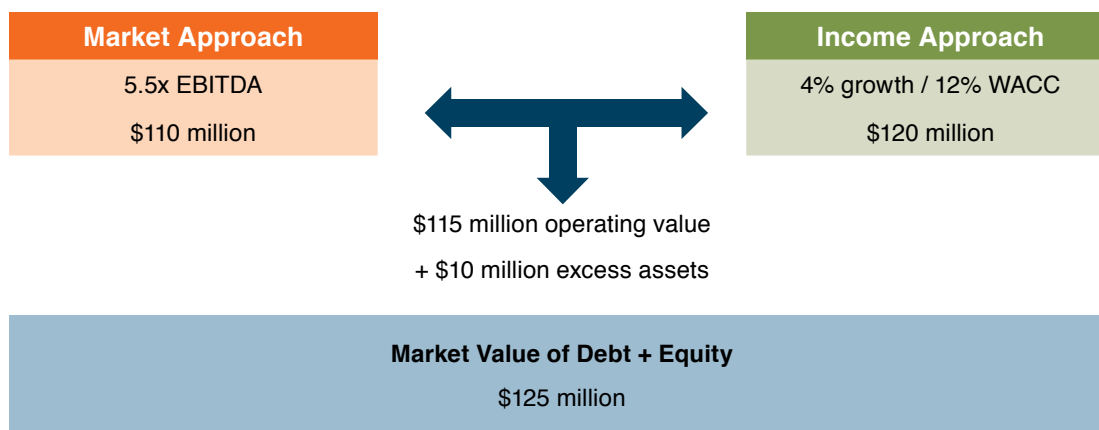 Market Approach
5.5x EBITDA
$110 million
Income Approach
4% growth / 12% WACC
$120 million
$115 million operating value
+ $10 million excess assets
Market Value of Debt + Equity
$125 million